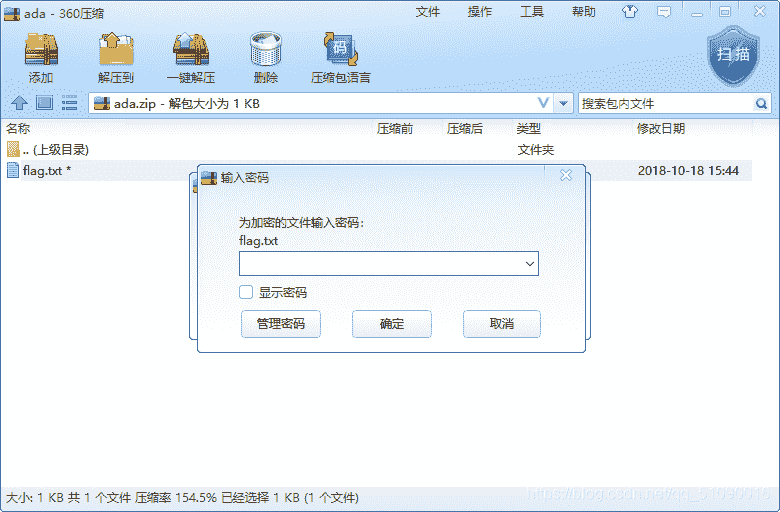 ada - 360压缩
文件 操作 工具 帮助
添加 解压到 一键解压 删除 码 压缩包语言 扫描
ada.zip - 解包大小为 1 KB 搜索包内文件
名称 压缩前 压缩后 类型 修改日期
.. (上级目录) 文件夹
flag.txt * 2018-10-18 15:44
输入密码
为加密的文件输入密码：
flag.txt
显示密码
管理密码 确定 取消
大小: 1 KB 共 1 个文件 压缩率 154.5% 已经选择 1 KB (1 个文件)